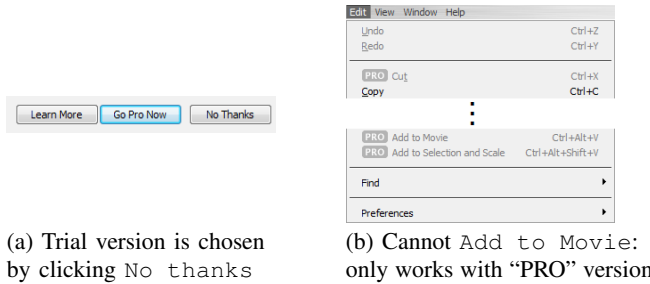 Learn More Go Pro Now No Thanks
(a) Trial version is chosen
by clicking No thanks
Edit View Window Help
Undo Ctrl+Z
Redo Ctrl+Y
PRO Cut Ctrl+X
Copy Ctrl+C
PRO Add to Movie Ctrl+Alt+V
PRO Add to Selection and Scale Ctrl+Alt+Shift+V
Find
Preferences
(b) Cannot Add to Movie:
only works with “PRO” version